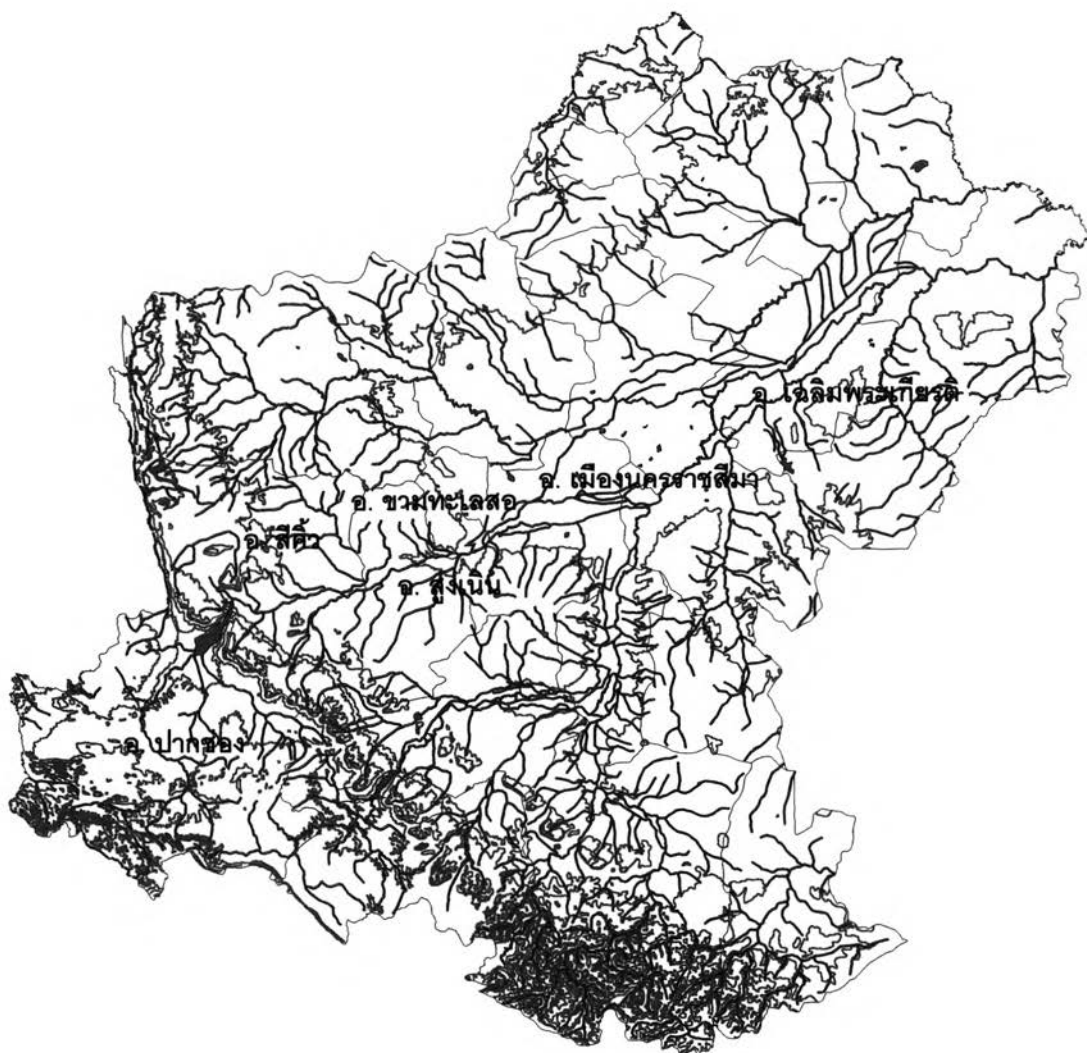 อ. เฉลิมพระเกียรติ
อ. เมืองนครราชสีมา
อ. ขามทะเลสอ
อ. สีคิ้ว
อ. สูงเนิน
อ. ปากช่อง